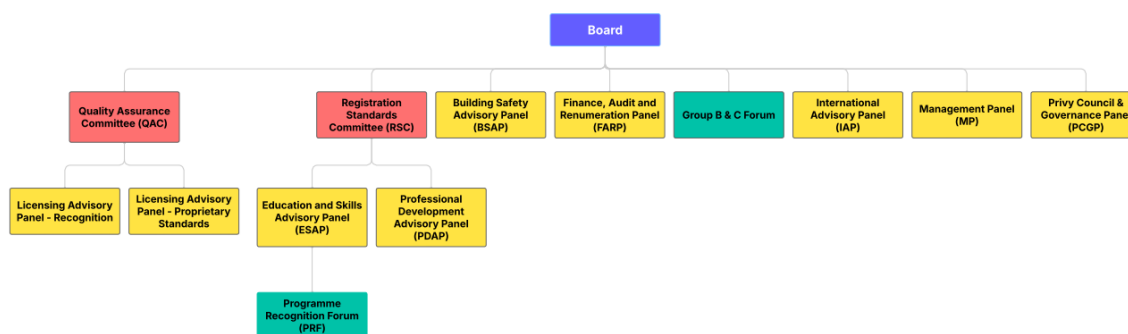 Board
Quality Assurance
Committee (QAC)
Registration
Standards
Committee (RSC)
Building Safety
Advisory Panel
(BSAP)
Finance, Audit and
Renumeration Panel
(FARP)
Group B & C Forum
International
Advisory Panel
(IAP)
Management Panel
(MP)
Privy Council &
Governance Panel
(PCGP)
Licensing Advisory
Panel - Recognition
Licensing Advisory
Panel - Proprietary
Standards
Education and Skills
Advisory Panel
(ESAP)
Professional
Development
Advisory Panel
(PDAP)
Programme
Recognition Forum
(PRF)